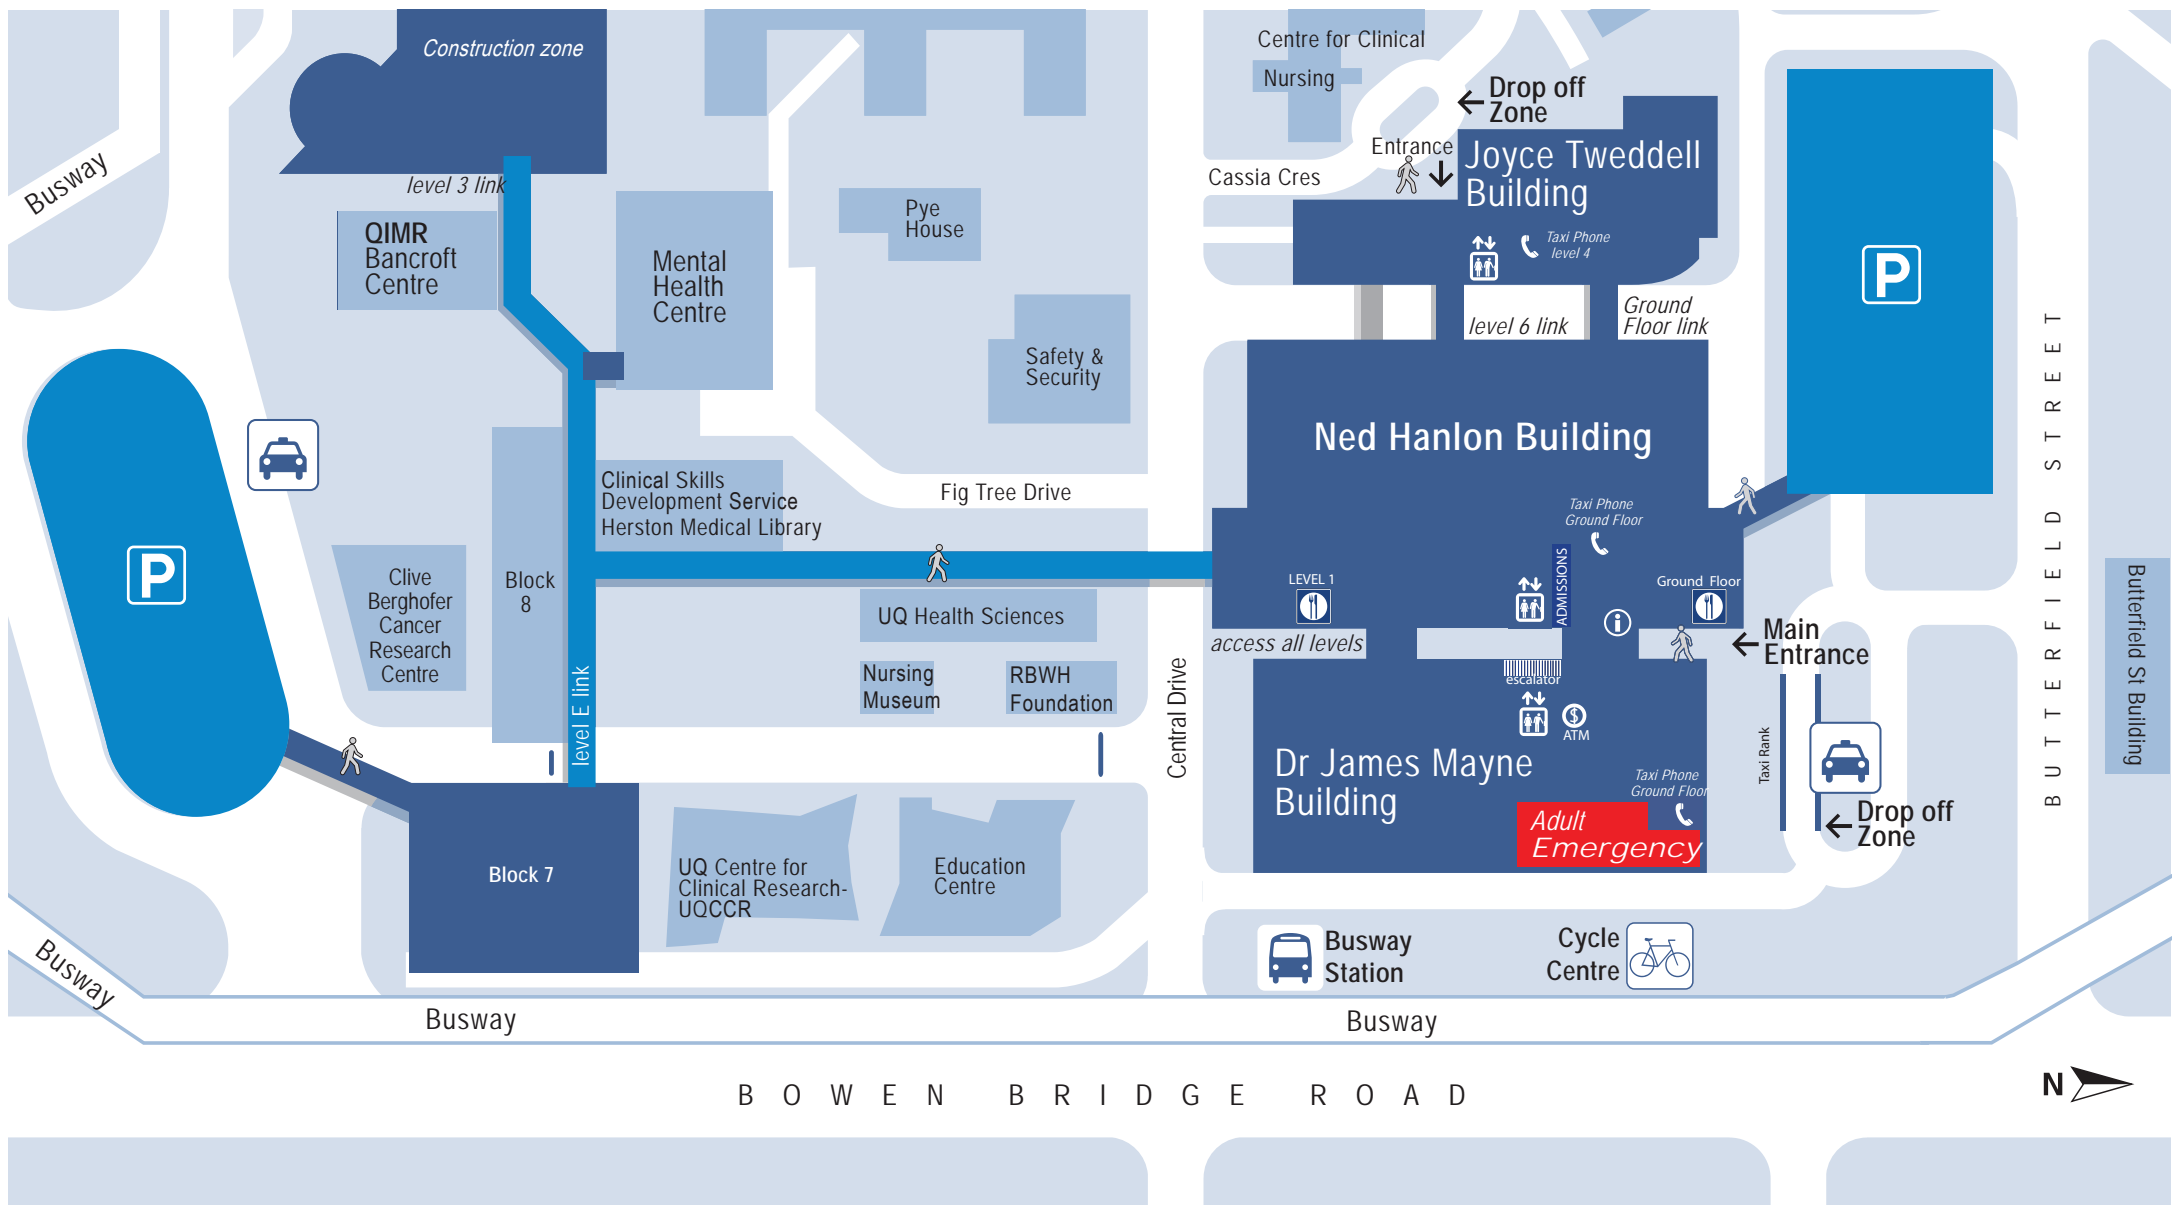 Construction zone
Centre for Clinical
Nursing
Drop off
Zone
Entrance
Joyce Tweddell
Building
Cassia Cres
Busway
level 3 link
QIMR
Bancroft
Centre
Mental
Health
Centre
Pye
House
Taxi Phone
level 4
P
Ground
Floor link
level 6 link
Safety &
Security
BUTTERFIELD STREET
Ned Hanlon Building
Clinical Skills
Development Service
Herston Medical Library
Fig Tree Drive
Taxi Phone
Ground Floor
P
Clive
Berghofer
Cancer
Research
Centre
Block
8
LEVEL 1
ADMISSIONS
Ground Floor
i
UQ Health Sciences
access all levels
Main
Entrance
Butterfield St Building
Nursing
Museum
RBWH
Foundation
Central Drive
level E link
escalator
$
ATM
Taxi Rank
Dr James Mayne
Building
Taxi Phone
Ground Floor
Adult
Emergency
Drop off
Zone
Block 7
UQ Centre for
Clinical Research-
UQCCR
Education
Centre
Busway
Station
Cycle
Centre
Busway
Busway
Busway
BOWEN BRIDGE ROAD
N